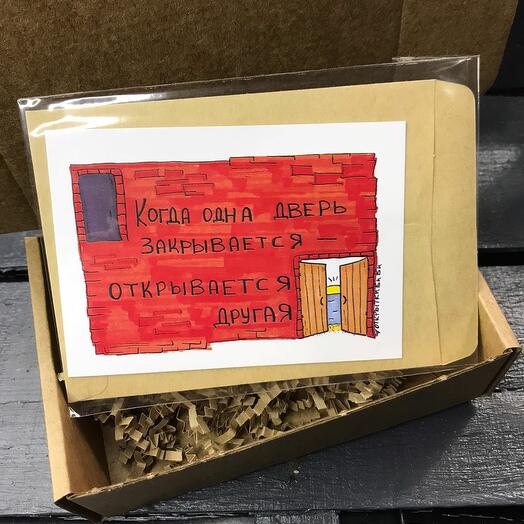 Когда одна дверь
закрывается —
открывается
другая